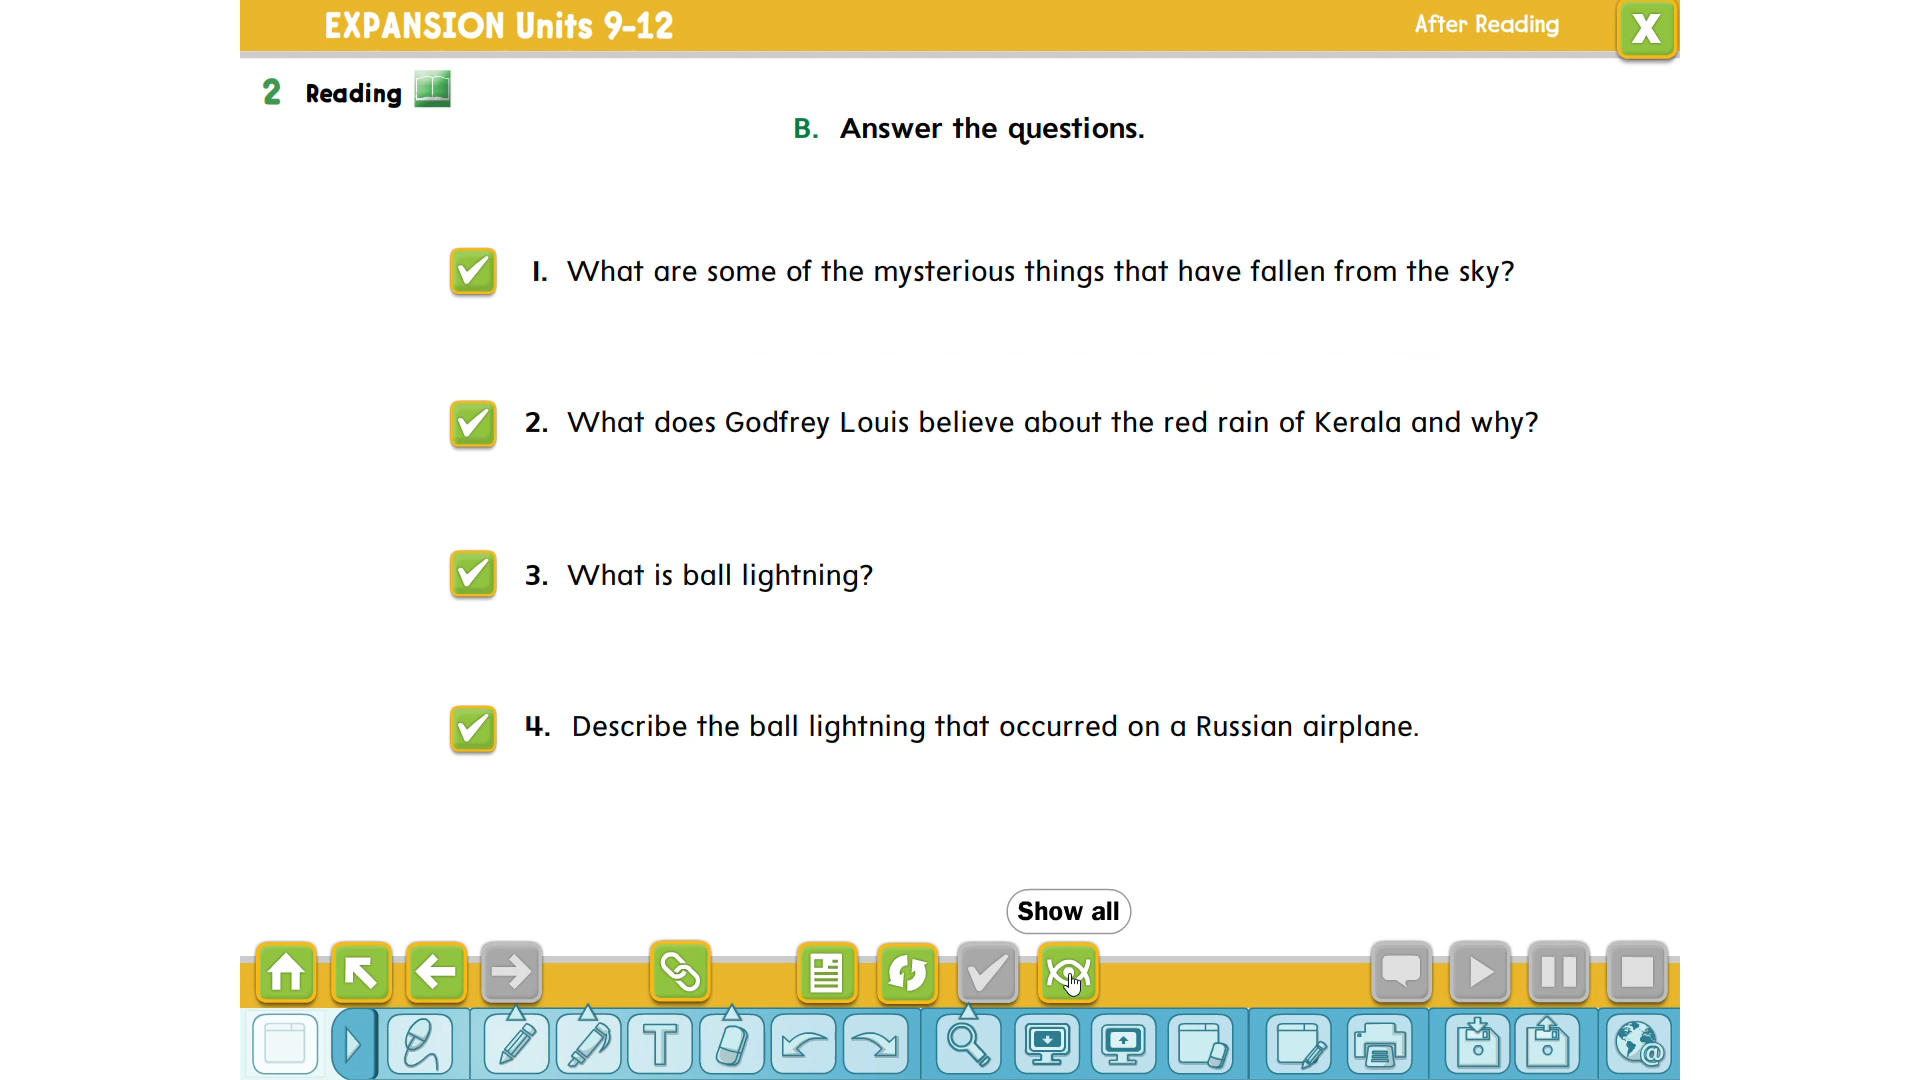 EXPANSION Units 9-12
After Reading
X
2 Reading
B. Answer the questions.
1. What are some of the mysterious things that have fallen from the sky?
2. What does Godfrey Louis believe about the red rain of Kerala and why?
3. What is ball lightning?
4. Describe the ball lightning that occurred on a Russian airplane.
Show all
T
@